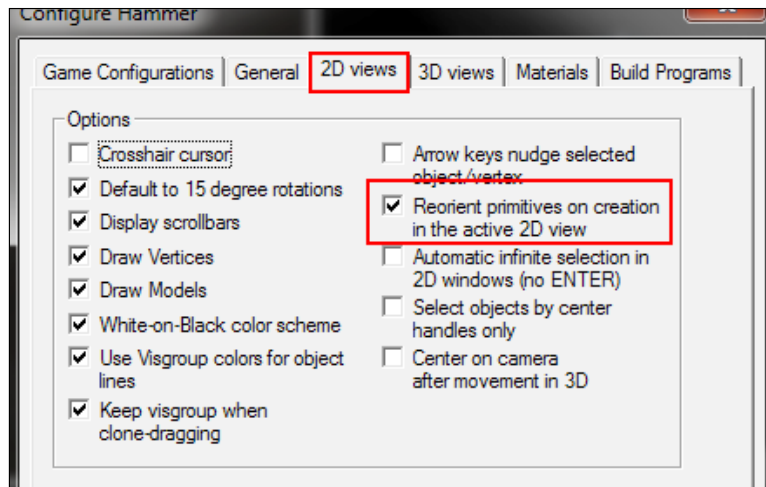 Configure Hammer
Game Configurations General 2D views 3D views Materials Build Programs
Options
Crosshair cursor
Default to 15 degree rotations
Display scrollbars
Draw Vertices
Draw Models
White-on-Black color scheme
Use Visgroup colors for object
lines
Keep visgroup when
clone-dragging
Arrow keys nudge selected
object/vertex
Reorient primitives on creation
in the active 2D view
Automatic infinite selection in
2D windows (no ENTER)
Select objects by center
handles only
Center on camera
after movement in 3D